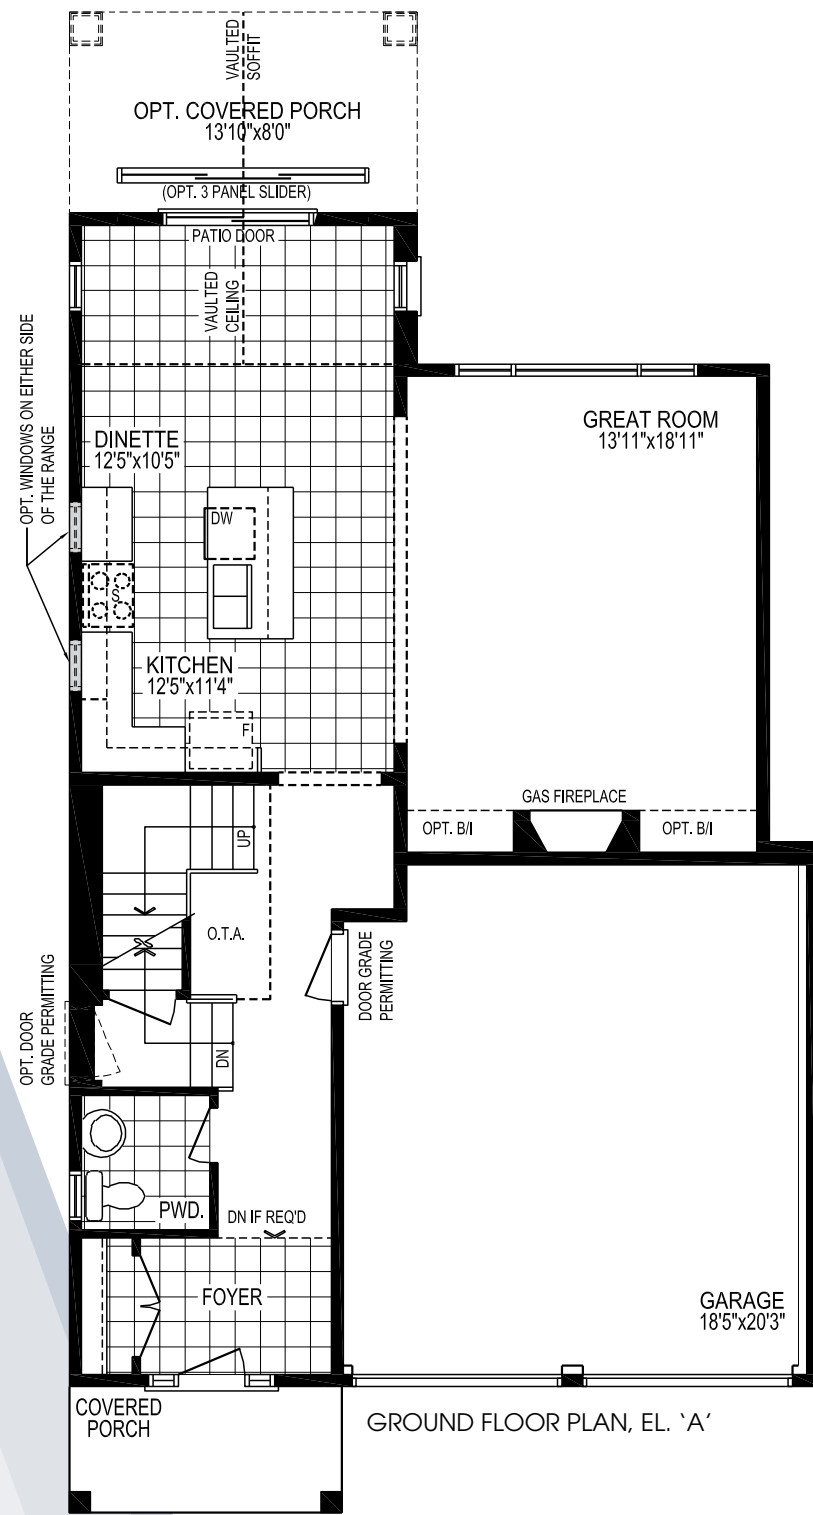 VAULTED
SOFFIT
OPT. COVERED PORCH
13'10"x8'0"
(OPT. 3 PANEL SLIDER)
PATIO DOOR
VAULTED
CEILING
OPT. WINDOWS ON EITHER SIDE
OF THE RANGE
DINETTE
12'5"x10'5"
GREAT ROOM
13'11"x18'11"
DW
S
KITCHEN
12'5"x11'4"
F
GAS FIREPLACE
OPT. B/I
OPT. B/I
UP
O.T.A.
DOOR GRADE
PERMITTING
OPT. DOOR
GRADE PERMITTING
DN
PWD.
DN IF REQ'D
FOYER
GARAGE
18'5"x20'3"
COVERED
PORCH
GROUND FLOOR PLAN, EL. ‘A’